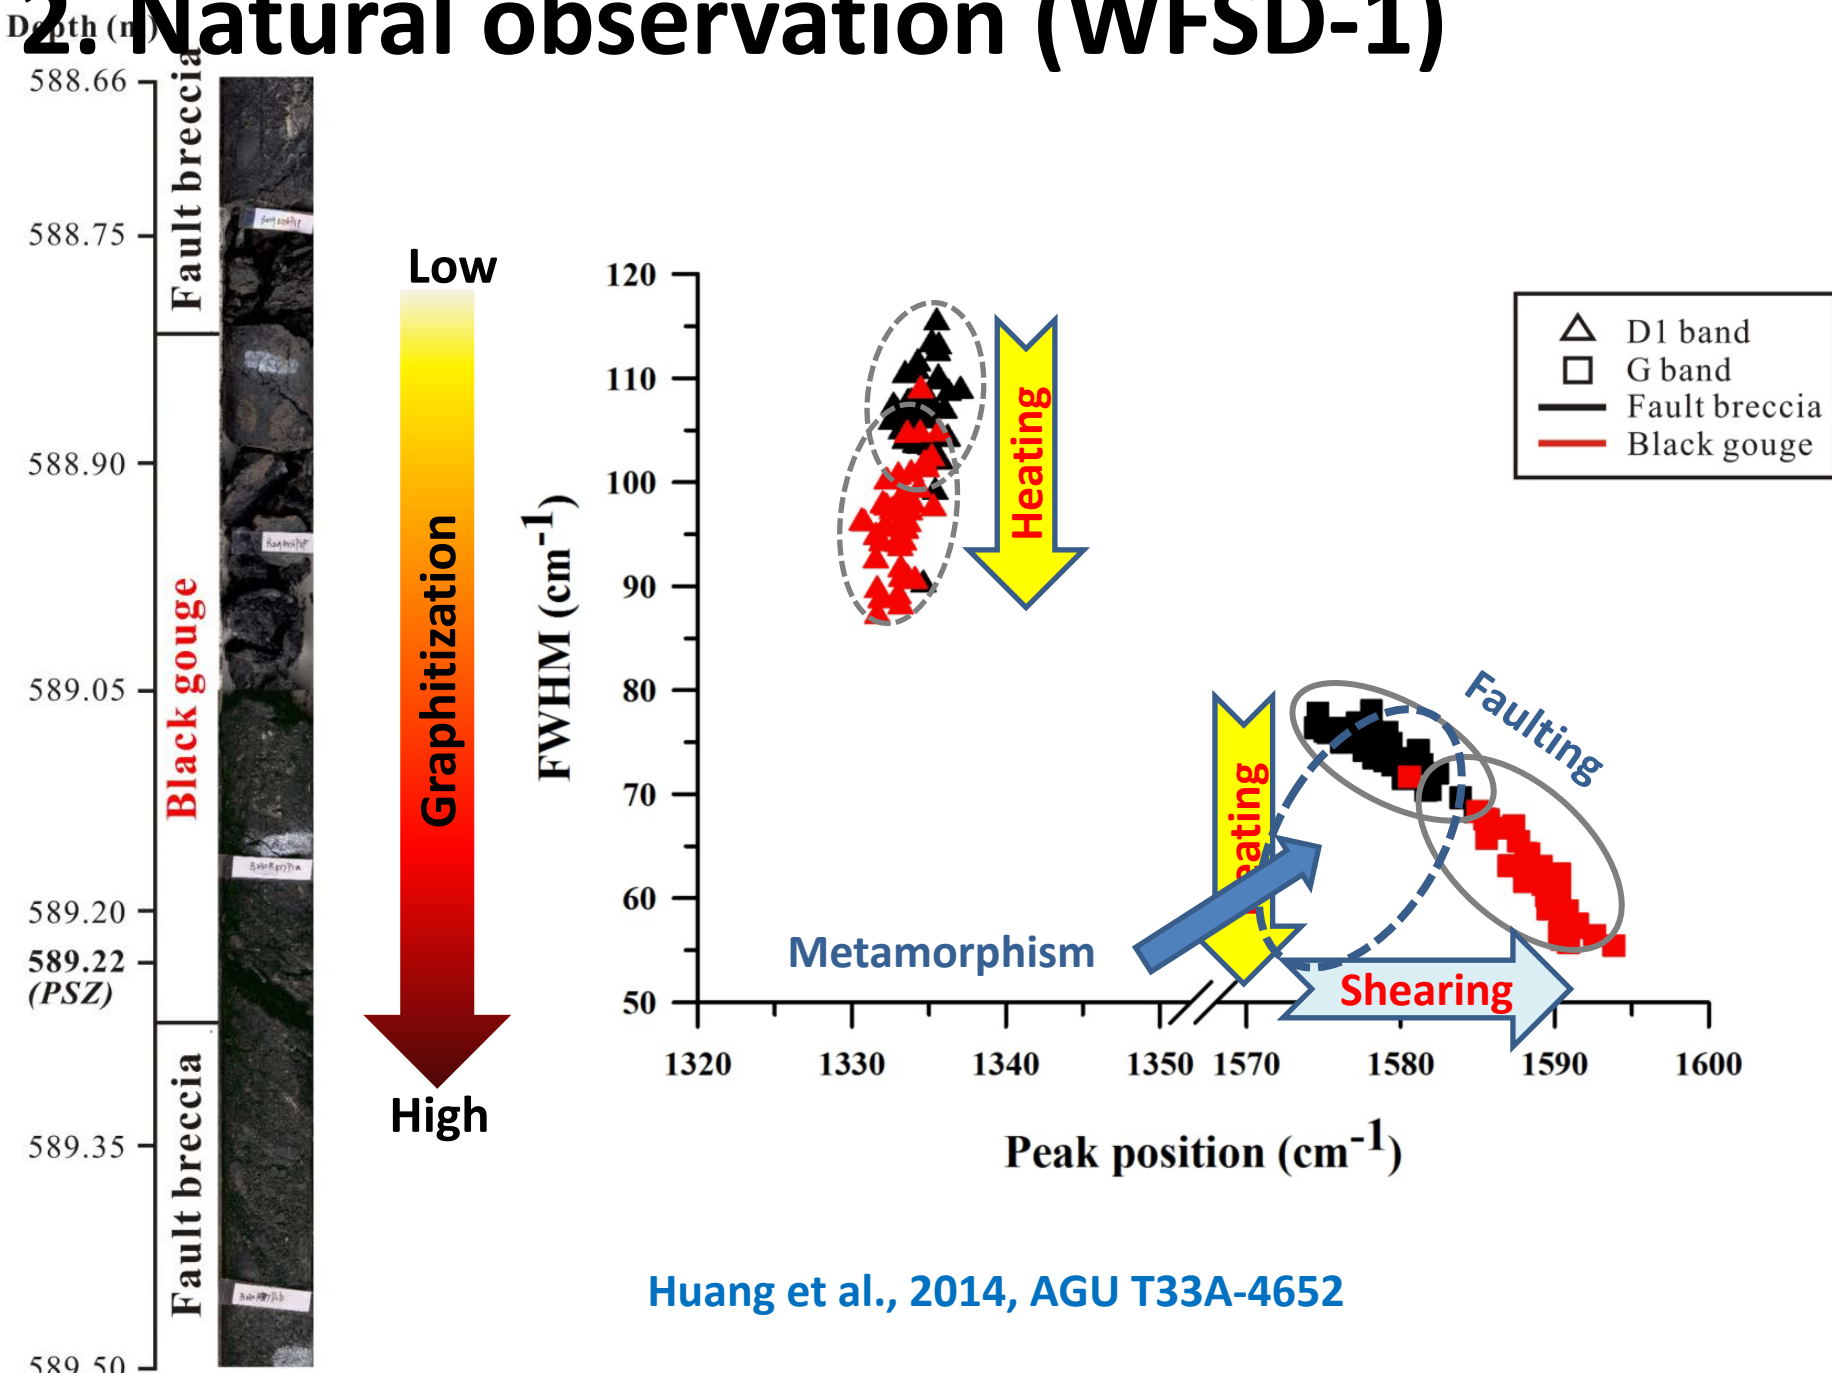 2. Natural observation (WFSD-1)
Depth (m)
588.66
588.75
588.90
589.05
589.20
589.22
(PSZ)
589.35
589.50
Fault breccia
Black gouge
Fault breccia
Low
Graphitization
High
FWHM (cm⁻¹)
120
110
100
90
80
70
60
50
1320
1330
1340
1350
1570
1580
1590
1600
Peak position (cm⁻¹)
Heating
eating
Metamorphism
Shearing
Faulting
D1 band
G band
Fault breccia
Black gouge
Huang et al., 2014, AGU T33A-4652